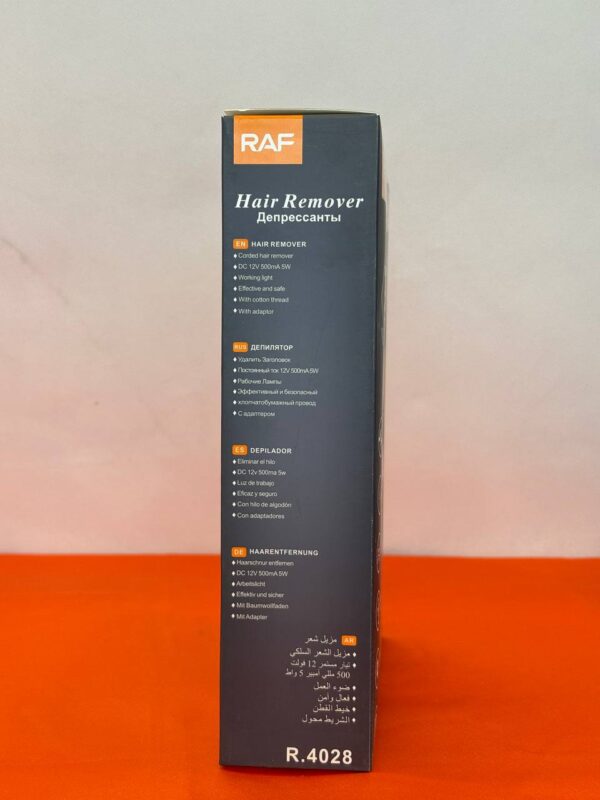 RAF
Hair Remover
Депрессанты
EN HAIR REMOVER
♦ Corded hair remover
♦ DC 12V 500mA 5W
♦ Working light
♦ Effective and safe
♦ With cotton thread
♦ With adaptor
RUS ДЕПИЛЯТОР
♦ Удалить Заголовок
♦ Постоянный ток 12V 500mA 5W
♦ Рабочие Лампы
♦ Эффективный и безопасный
♦ хлопчатобумажный провод
♦ С адаптером
ES DEPILADOR
♦ Eliminar el hilo
♦ DC 12v 500ma 5w
♦ Luz de trabajo
♦ Eficaz y seguro
♦ Con hilo de algodón
♦ Con adaptadores
DE HAARENTFERNUNG
♦ Haarschnur entfernen
♦ DC 12V 500mA 5W
♦ Arbeitslicht
♦ Effektiv und sicher
♦ Mit Baumwollfaden
♦ Mit Adapter
AR مزيل شعر
♦ مزيل الشعر السلكي
♦ تيار مستمر 12 فولت
500 مللي أمبير 5 واط
♦ ضوء العمل
♦ فعال وآمن
♦ خيط القطن
♦ الشريط محول
R.4028